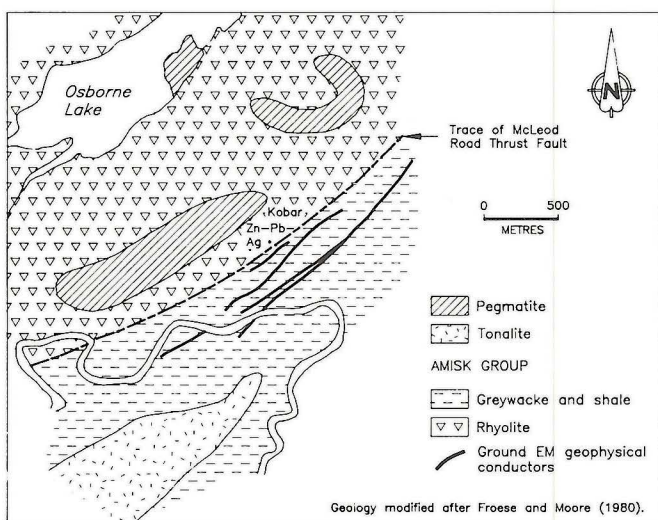 Osborne
Lake
N
Trace of McLeod
Road Thrust Fault
Kobar
Zn-Pb-
Ag
0 500
METRES
Pegmatite
Tonalite
AMISK GROUP
Greywacke and shale
Rhyolite
Ground EM geophysical
conductors
Geology modified after Froese and Moore (1980).